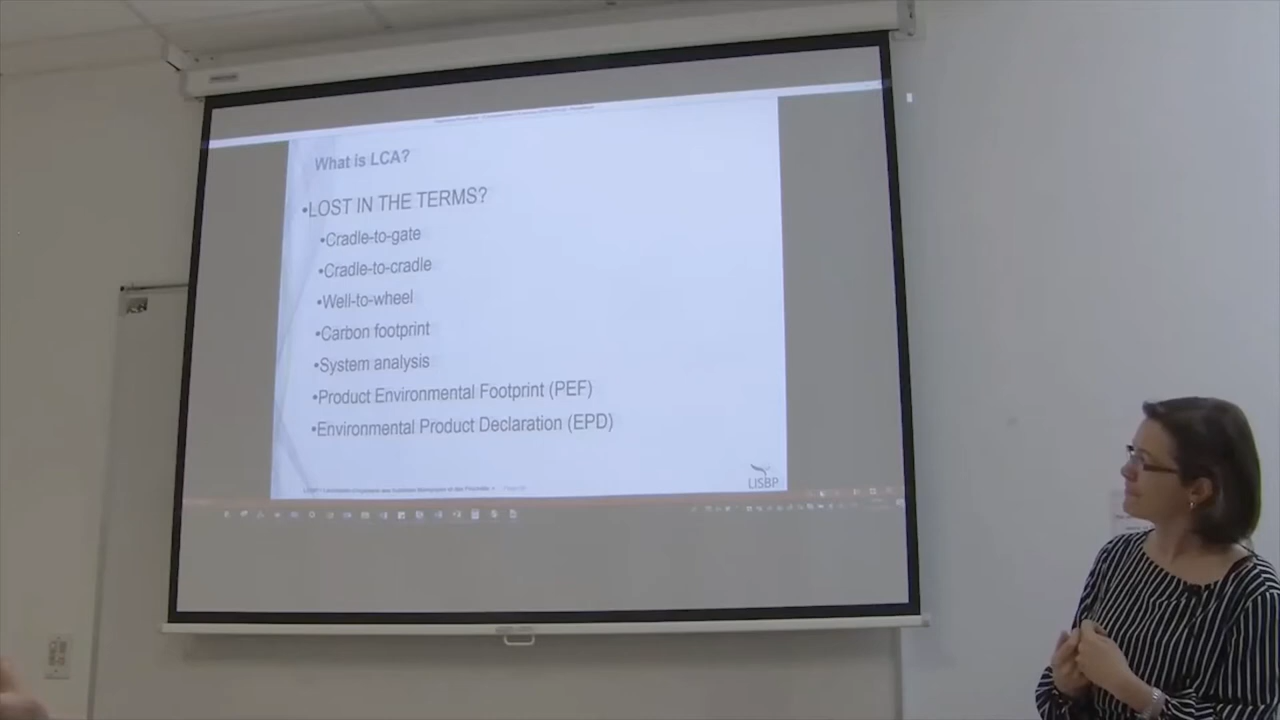 What is LCA?
•LOST IN THE TERMS?
•Cradle-to-gate
•Cradle-to-cradle
•Well-to-wheel
•Carbon footprint
•System analysis
•Product Environmental Footprint (PEF)
•Environmental Product Declaration (EPD)
LISBP